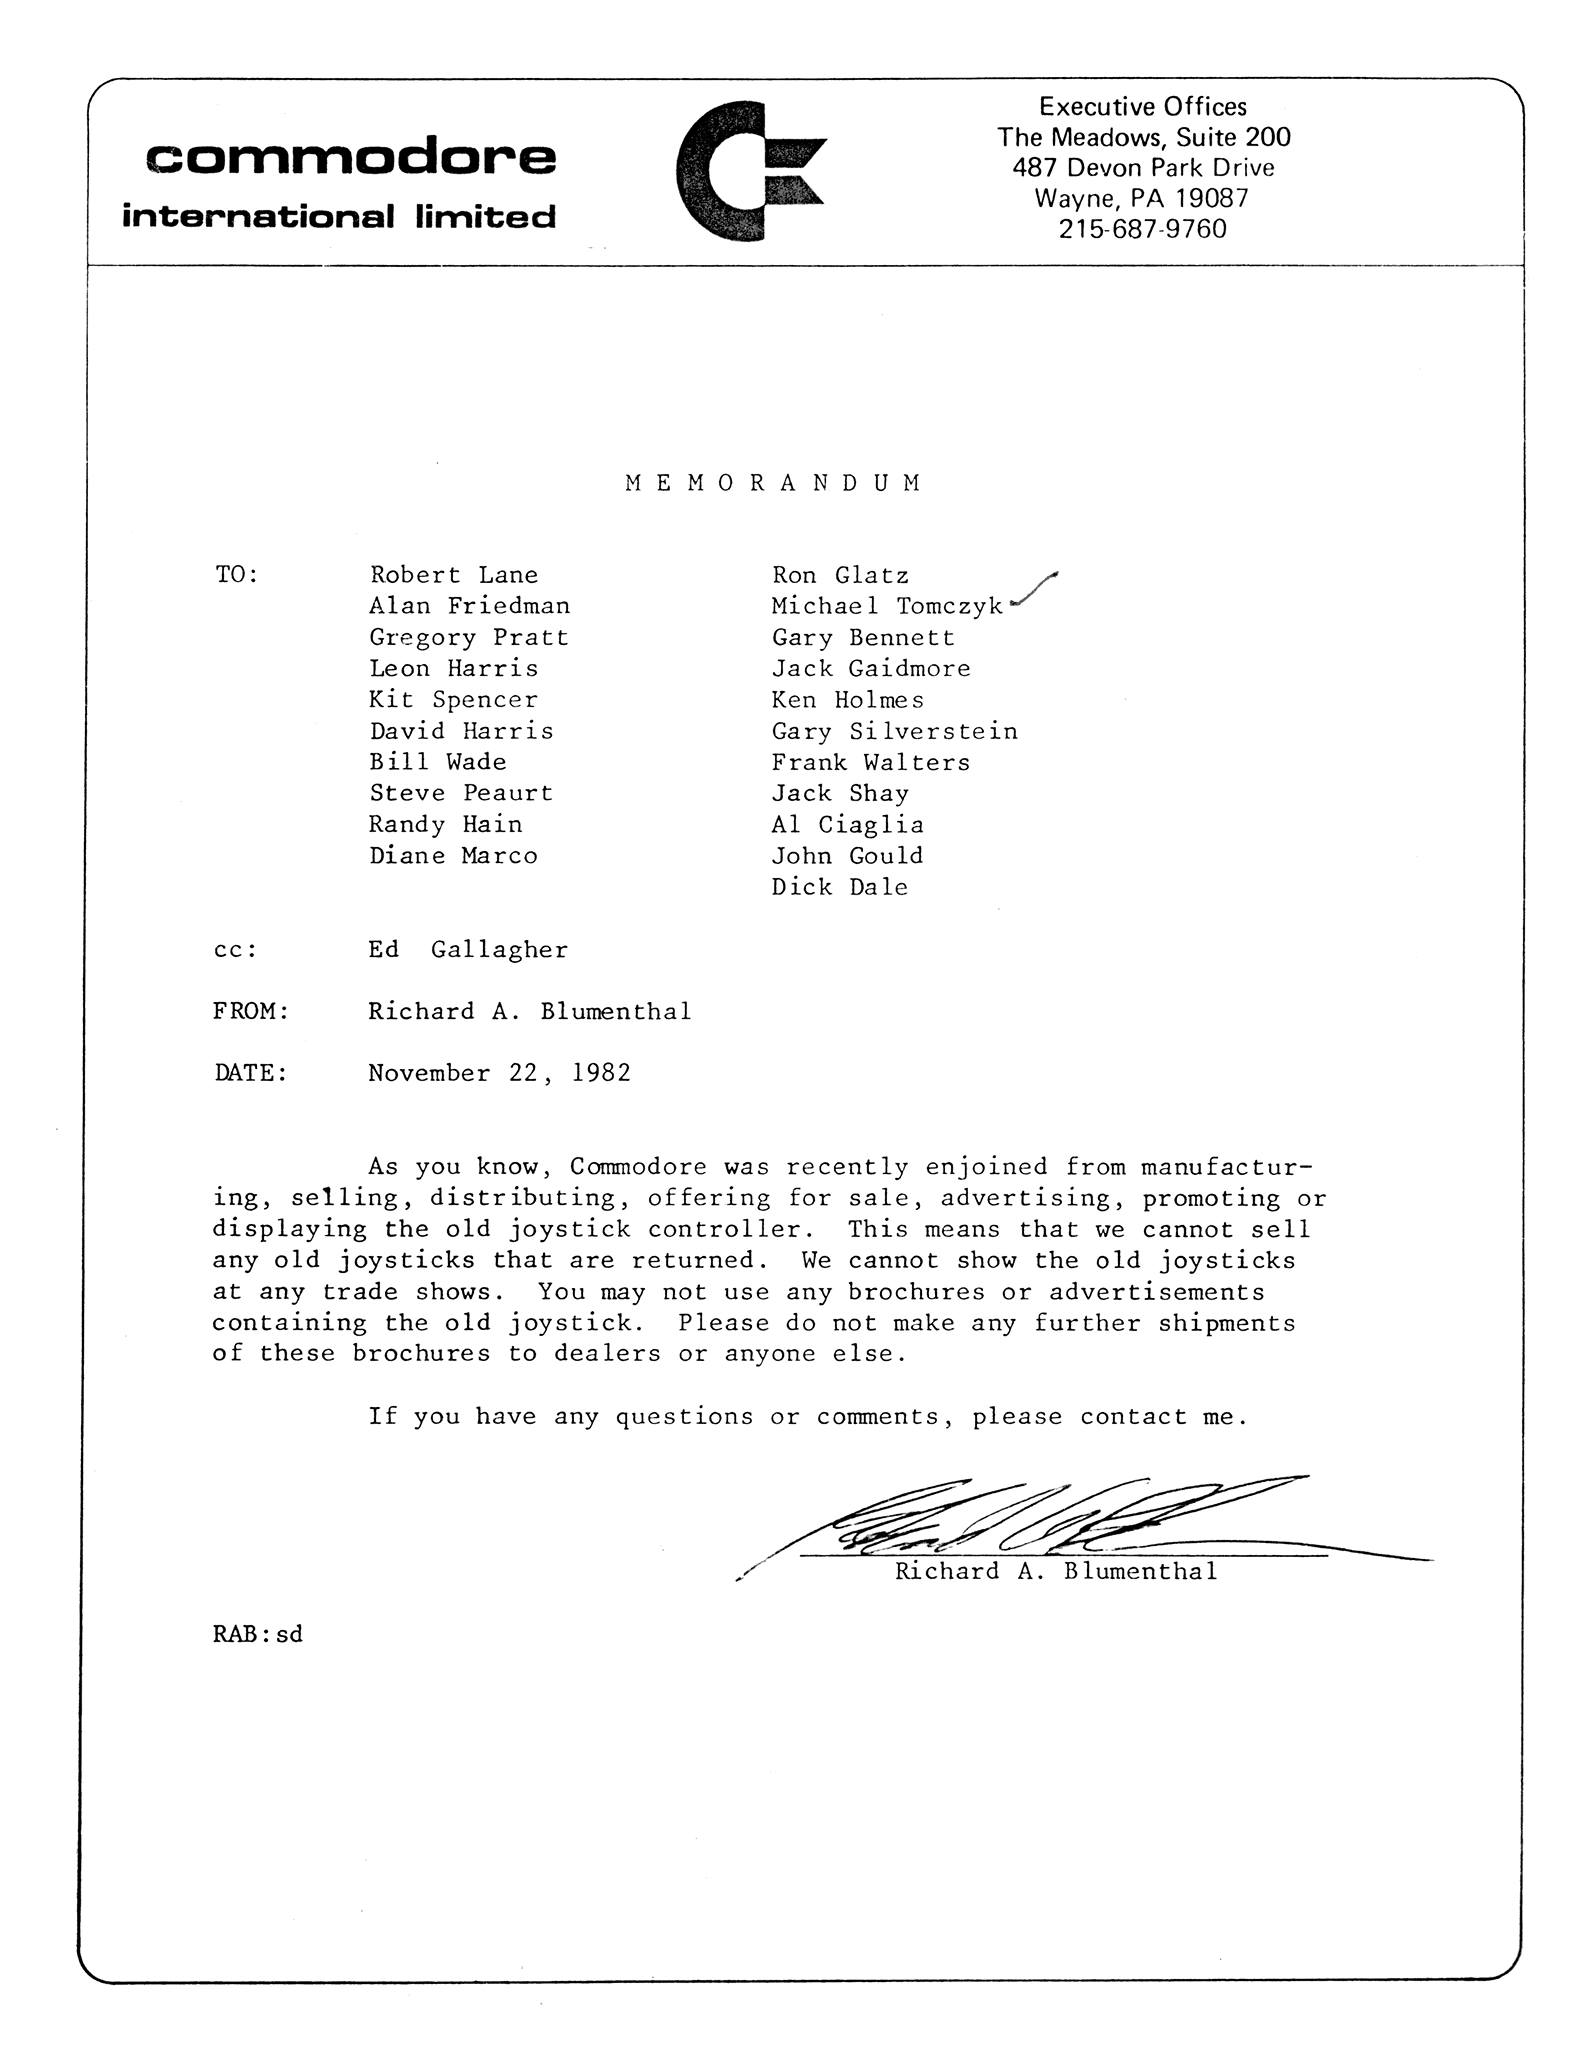 commodore
international limited
Executive Offices
The Meadows, Suite 200
487 Devon Park Drive
Wayne, PA 19087
215-687-9760
MEMORANDUM
TO: Robert Lane Ron Glatz
Alan Friedman Michael Tomczyk
Gregory Pratt Gary Bennett
Leon Harris Jack Gaidmore
Kit Spencer Ken Holmes
David Harris Gary Silverstein
Bill Wade Frank Walters
Steve Peaurt Jack Shay
Randy Hain Al Ciaglia
Diane Marco John Gould
Dick Dale
cc: Ed Gallagher
FROM: Richard A. Blumenthal
DATE: November 22, 1982
As you know, Commodore was recently enjoined from manufactur-
ing, selling, distributing, offering for sale, advertising, promoting or
displaying the old joystick controller. This means that we cannot sell
any old joysticks that are returned. We cannot show the old joysticks
at any trade shows. You may not use any brochures or advertisements
containing the old joystick. Please do not make any further shipments
of these brochures to dealers or anyone else.
If you have any questions or comments, please contact me.
Richard A. Blumenthal
RAB:sd